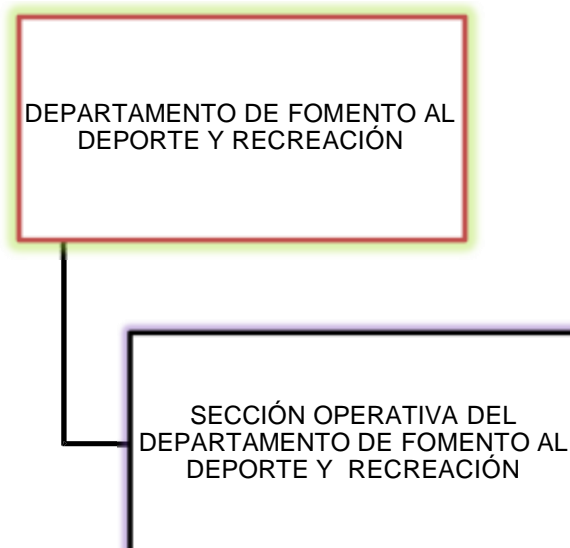 DEPARTAMENTO DE FOMENTO AL
DEPORTE Y RECREACIÓN
SECCIÓN OPERATIVA DEL
DEPARTAMENTO DE FOMENTO AL
DEPORTE Y RECREACIÓN